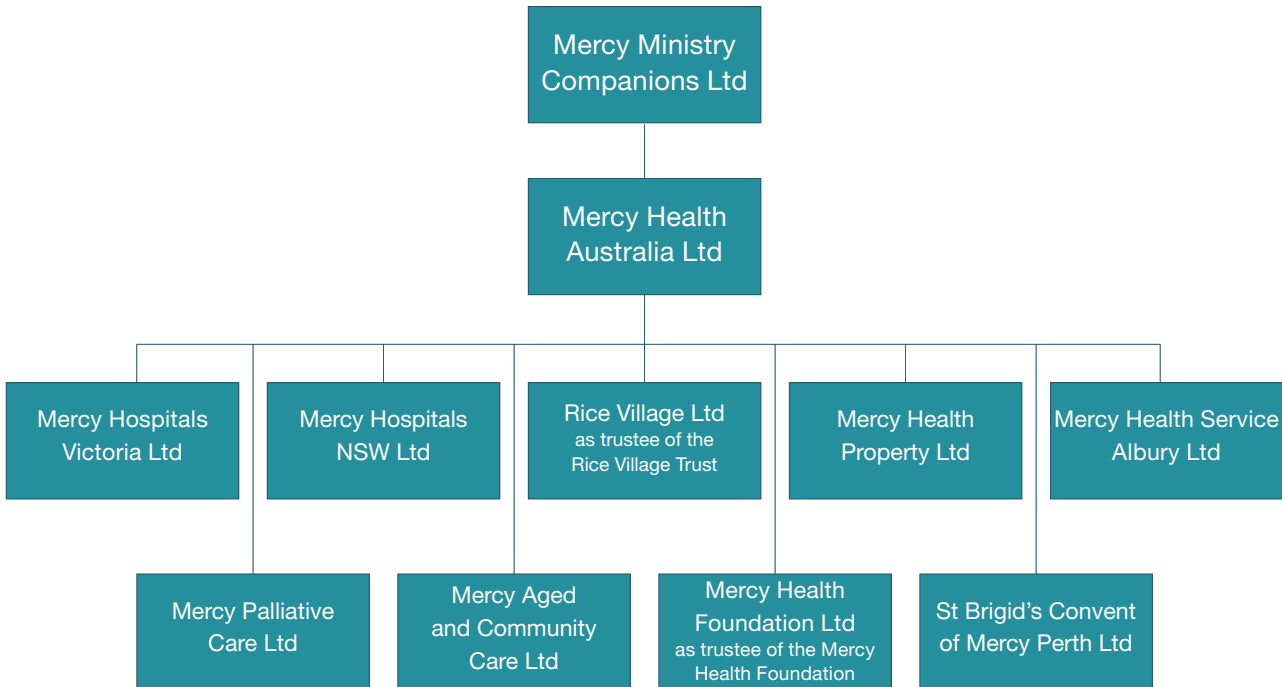 Mercy Ministry
Companions Ltd
Mercy Health
Australia Ltd
Mercy Hospitals
Victoria Ltd
Mercy Hospitals
NSW Ltd
Rice Village Ltd
as trustee of the
Rice Village Trust
Mercy Health
Property Ltd
Mercy Health Service
Albury Ltd
Mercy Palliative
Care Ltd
Mercy Aged
and Community
Care Ltd
Mercy Health
Foundation Ltd
as trustee of the Mercy
Health Foundation
St Brigid’s Convent
of Mercy Perth Ltd